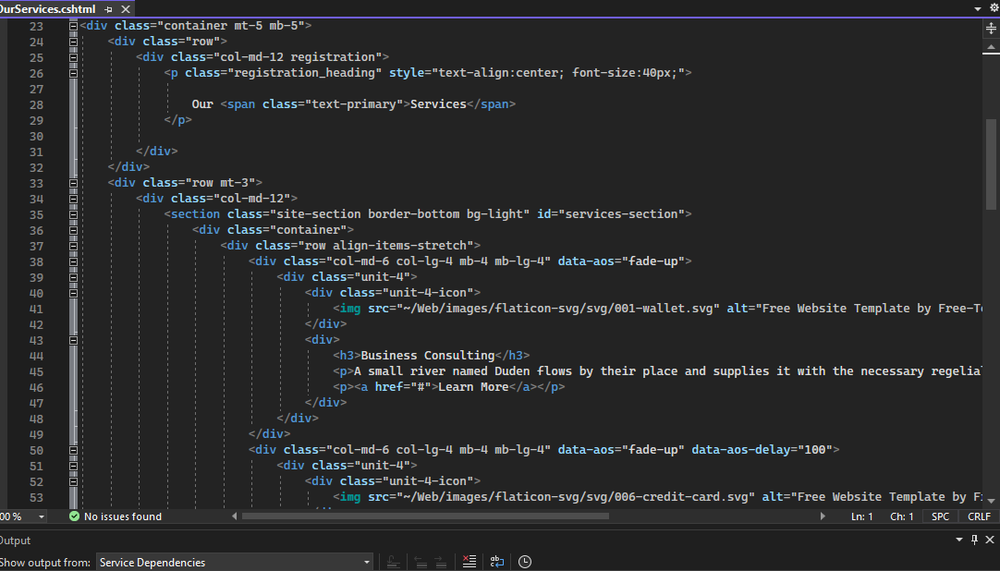 OurServices.cshtml
23 <div class="container mt-5 mb-5">
24 <div class="row">
25 <div class="col-md-12 registration">
26 <p class="registration_heading" style="text-align:center; font-size:40px;">
27
28 Our <span class="text-primary">Services</span>
29 </p>
30
31 </div>
32 </div>
33 <div class="row mt-3">
34 <div class="col-md-12">
35 <section class="site-section border-bottom bg-light" id="services-section">
36 <div class="container">
37 <div class="row align-items-stretch">
38 <div class="col-md-6 col-lg-4 mb-4 mb-lg-4" data-aos="fade-up">
39 <div class="unit-4">
40 <div class="unit-4-icon">
41 <img src="~/Web/images/flaticon-svg/svg/001-wallet.svg" alt="Free Website Template by Free-Te
42 </div>
43 <div>
44 <h3>Business Consulting</h3>
45 <p>A small river named Duden flows by their place and supplies it with the necessary regelial
46 <p><a href="#">Learn More</a></p>
47 </div>
48 </div>
49 </div>
50 <div class="col-md-6 col-lg-4 mb-4 mb-lg-4" data-aos="fade-up" data-aos-delay="100">
51 <div class="unit-4">
52 <div class="unit-4-icon">
53 <img src="~/Web/images/flaticon-svg/svg/006-credit-card.svg" alt="Free Website Template by F
00 % No issues found Ln: 1 Ch: 1 SPC CRLF
Output
Show output from: Service Dependencies